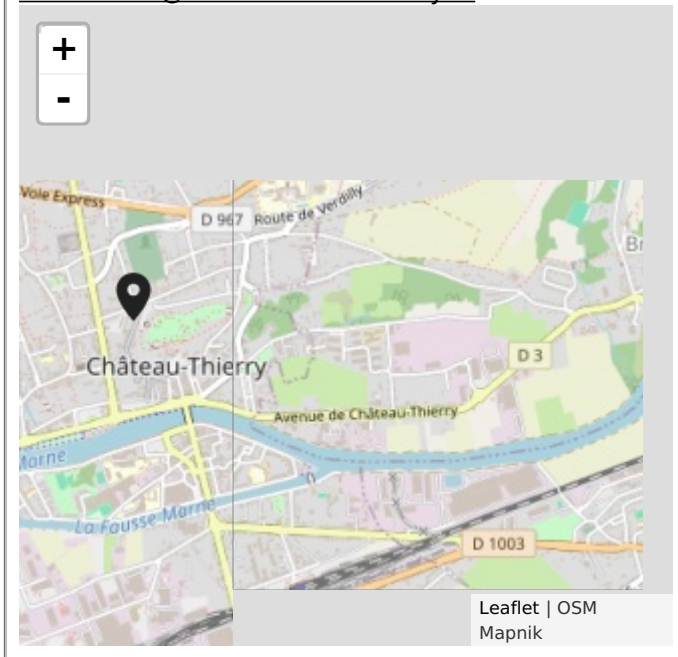 +
-
Voie Express
D 967
Route de Verdilly
Br
Château-Thierry
D 3
Avenue de Château-Thierry
Marne
La Fausse Marne
D 1003
Leaflet | OSM
Mapnik